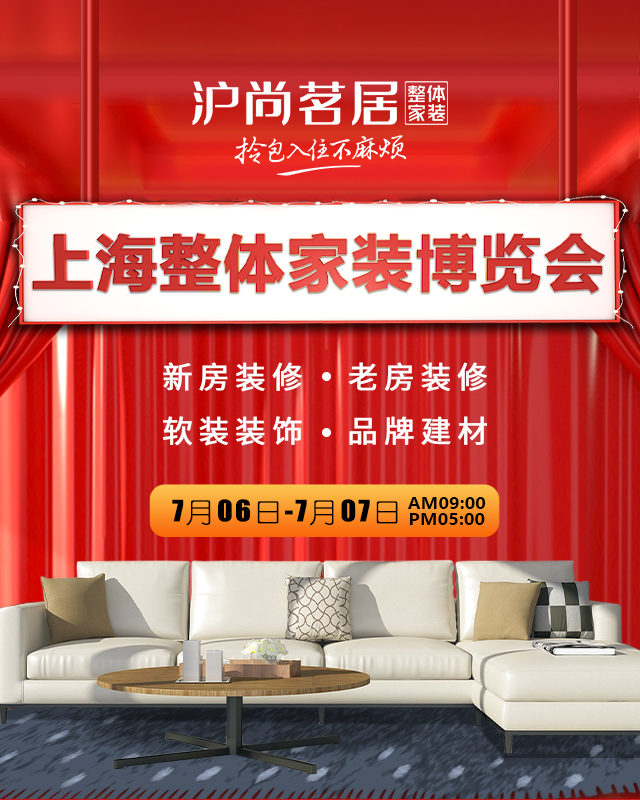 沪尚茗居 整体家装
拎包入住不麻烦
上海整体家装博览会
新房装修 • 老房装修
软装装饰 • 品牌建材
7月06日-7月07日 AM09:00
PM05:00